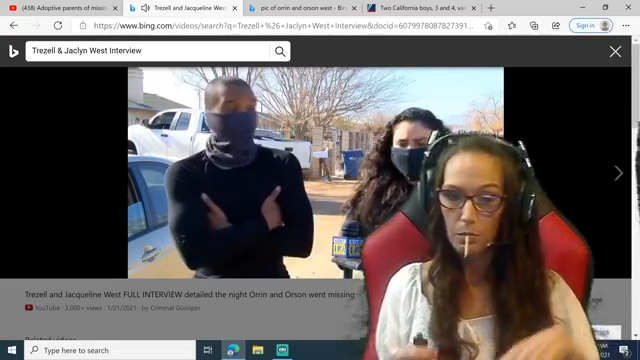 (438) Adoptive parents of missin
Trezell and Jacqueline Wes
pic of orrin and orson west - Bin
Two California boys, 3 and 4, van
https://www.bing.com/videos/search?q=Trezell+%26+Jaclyn+West+Interview&docid=6079978087827391
Sign in
Trezell & Jaclyn West Interview
Trezell and Jacqueline West FULL INTERVIEW detailed the night Orrin and Orson went missing
YouTube · 3,000+ views · 1/21/2021 · by Criminal Gossiper
Type here to search